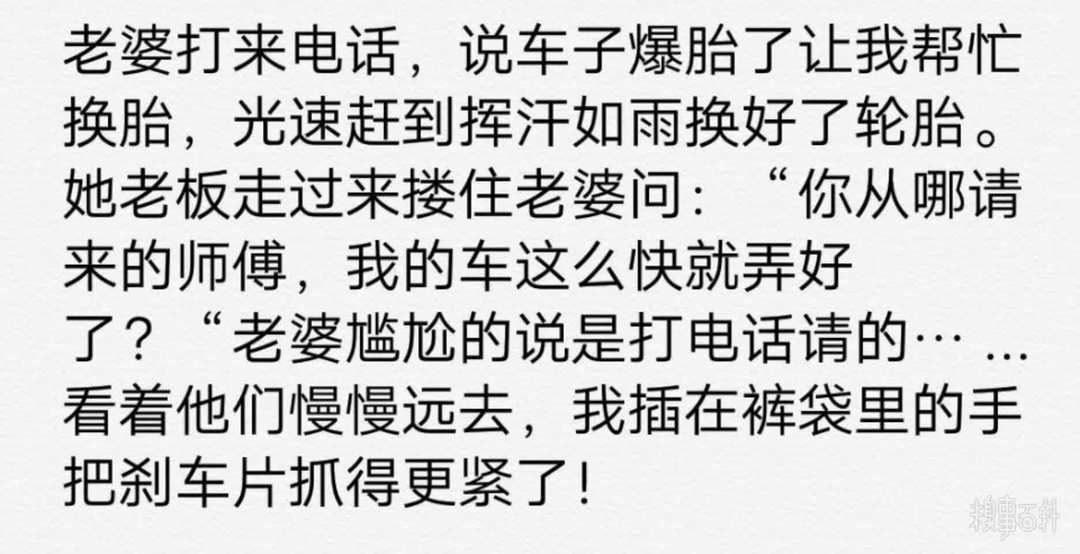 老婆打来电话，说车子爆胎了让我帮忙
换胎，光速赶到挥汗如雨换好了轮胎。
她老板走过来搂住老婆问：“你从哪请
来的师傅，我的车这么快就弄好
了？“老婆尴尬的说是打电话请的… ...
看着他们慢慢远去，我插在裤袋里的手
把刹车片抓得更紧了！
糗事百科